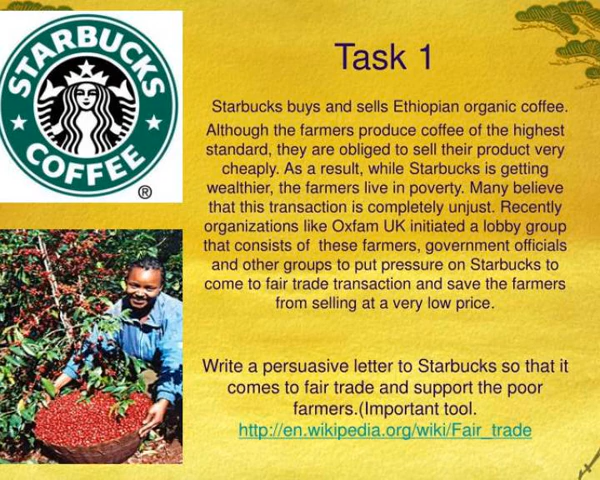 STARBUCKS
COFFEE
®
Task 1
Starbucks buys and sells Ethiopian organic coffee.
Although the farmers produce coffee of the highest
standard, they are obliged to sell their product very
cheaply. As a result, while Starbucks is getting
wealthier, the farmers live in poverty. Many believe
that this transaction is completely unjust. Recently
organizations like Oxfam UK initiated a lobby group
that consists of these farmers, government officials
and other groups to put pressure on Starbucks to
come to fair trade transaction and save the farmers
from selling at a very low price.
Write a persuasive letter to Starbucks so that it
comes to fair trade and support the poor
farmers.(Important tool.
http://en.wikipedia.org/wiki/Fair_trade